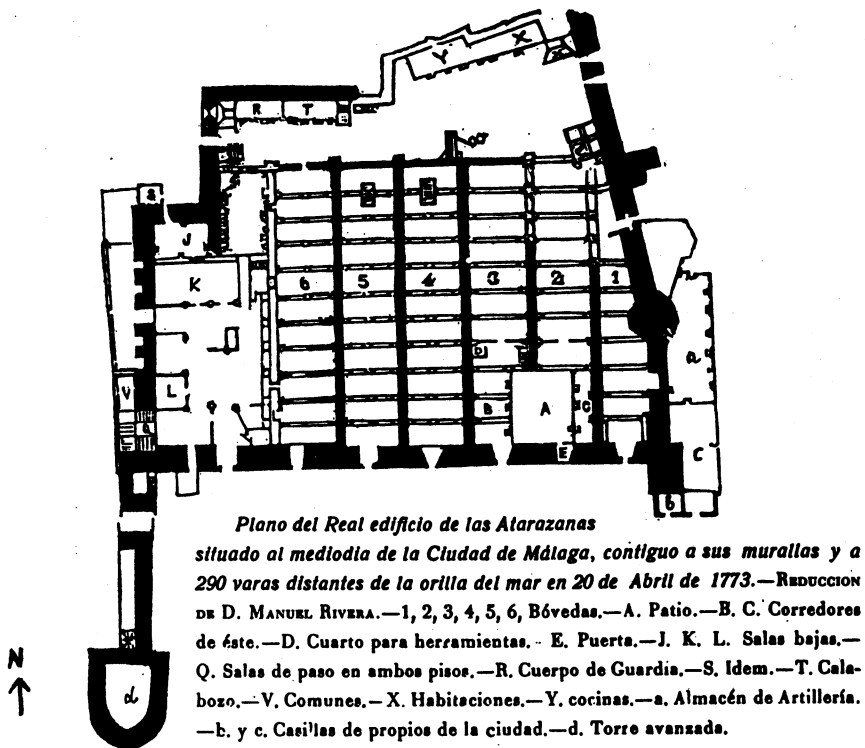 Y X
R T
S
J
K
6 5 4 3 2 1
D
a
V L
B A C
Q
E
C
b
Plano del Real edificio de las Atarazanas
situado al mediodia de la Ciudad de Málaga, contiguo a sus murallas y a
290 varas distantes de la orilla del mar en 20 de Abril de 1773.—REDUCCION
DE D. MANUEL RIVERA.—1, 2, 3, 4, 5, 6, Bóvedas.—A. Patio.—B. C. Corredores
de éste.—D. Cuarto para herramientas.- E. Puerta.—J. K. L. Salas bajas.—
Q. Salas de paso en ambos pisos.—R. Cuerpo de Guardia.—S. Idem.—T. Cala-
bozo.—V. Comunes.—X. Habitaciones.—Y. cocinas.—a. Almacén de Artillería.
—b. y c. Casillas de propios de la ciudad.—d. Torre avanzada.
N
d